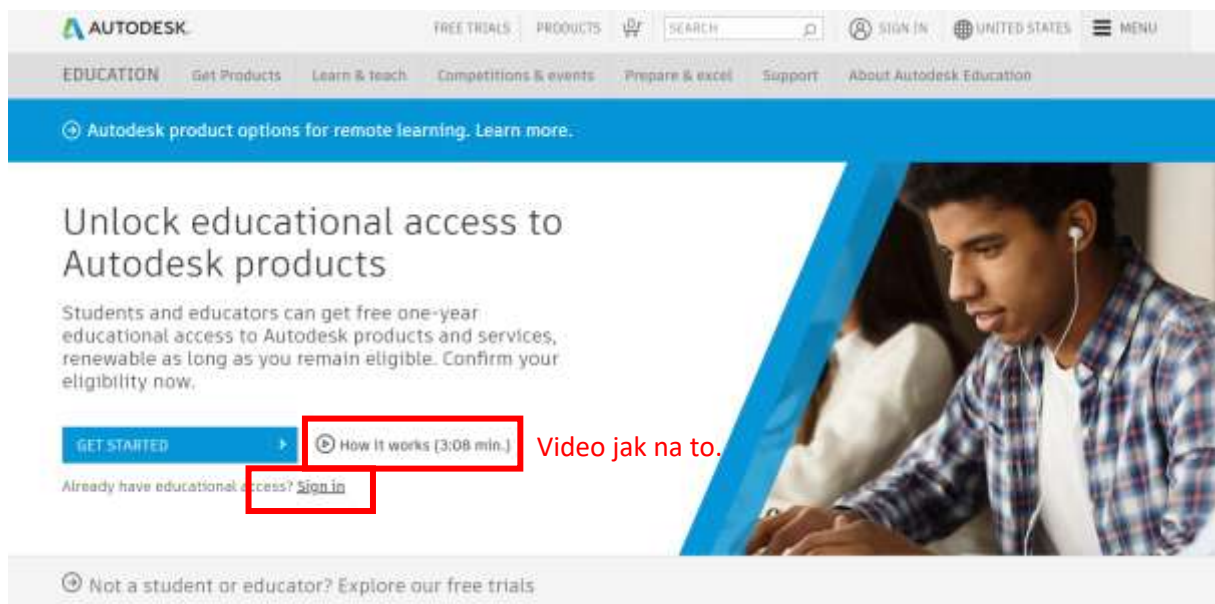 AUTODESK.
FREE TRIALS PRODUCTS SEARCH SIGN IN UNITED STATES MENU
EDUCATION Get Products Learn & teach Competitions & events Prepare & excel Support About Autodesk Education
Autodesk product options for remote learning. Learn more.
Unlock educational access to
Autodesk products
Students and educators can get free one-year
educational access to Autodesk products and services,
renewable as long as you remain eligible. Confirm your
eligibility now.
GET STARTED How it works (3:08 min.) Video jak na to.
Already have educational access? Sign in
Not a student or educator? Explore our free trials